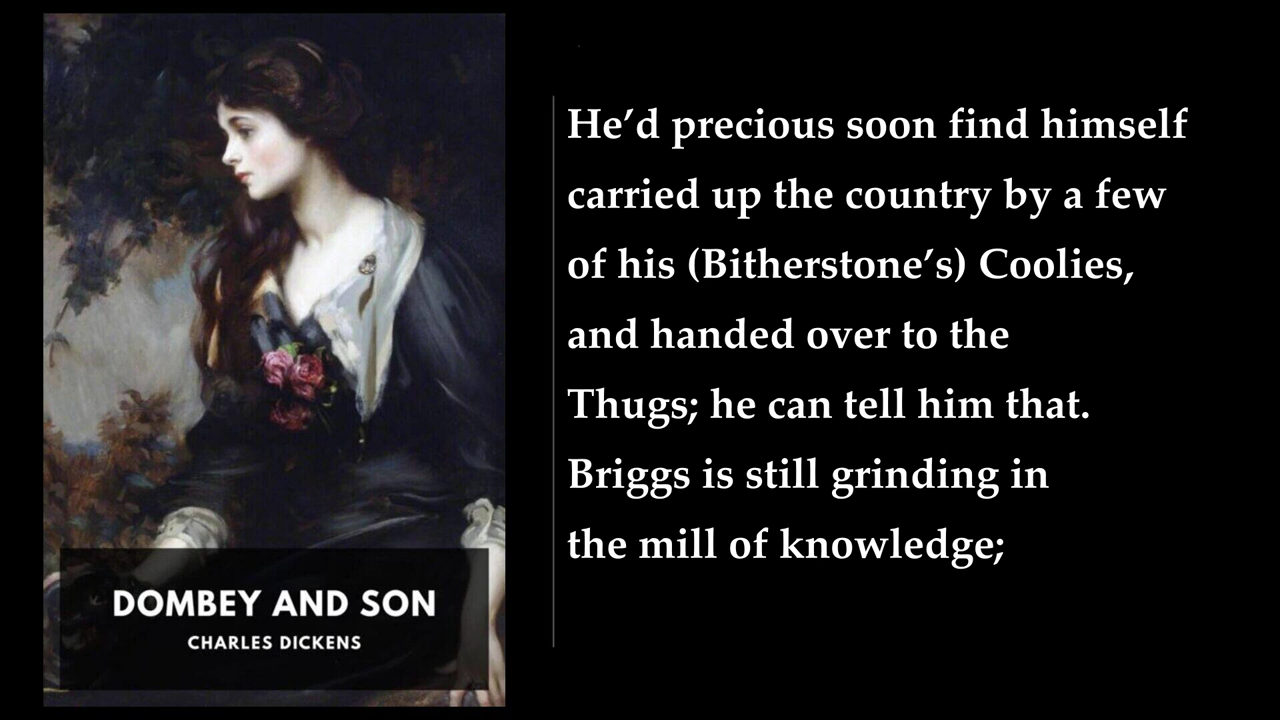 He’d precious soon find himself
carried up the country by a few
of his (Bitherstone’s) Coolies,
and handed over to the
Thugs; he can tell him that.
Briggs is still grinding in
the mill of knowledge;
DOMBEY AND SON
CHARLES DICKENS